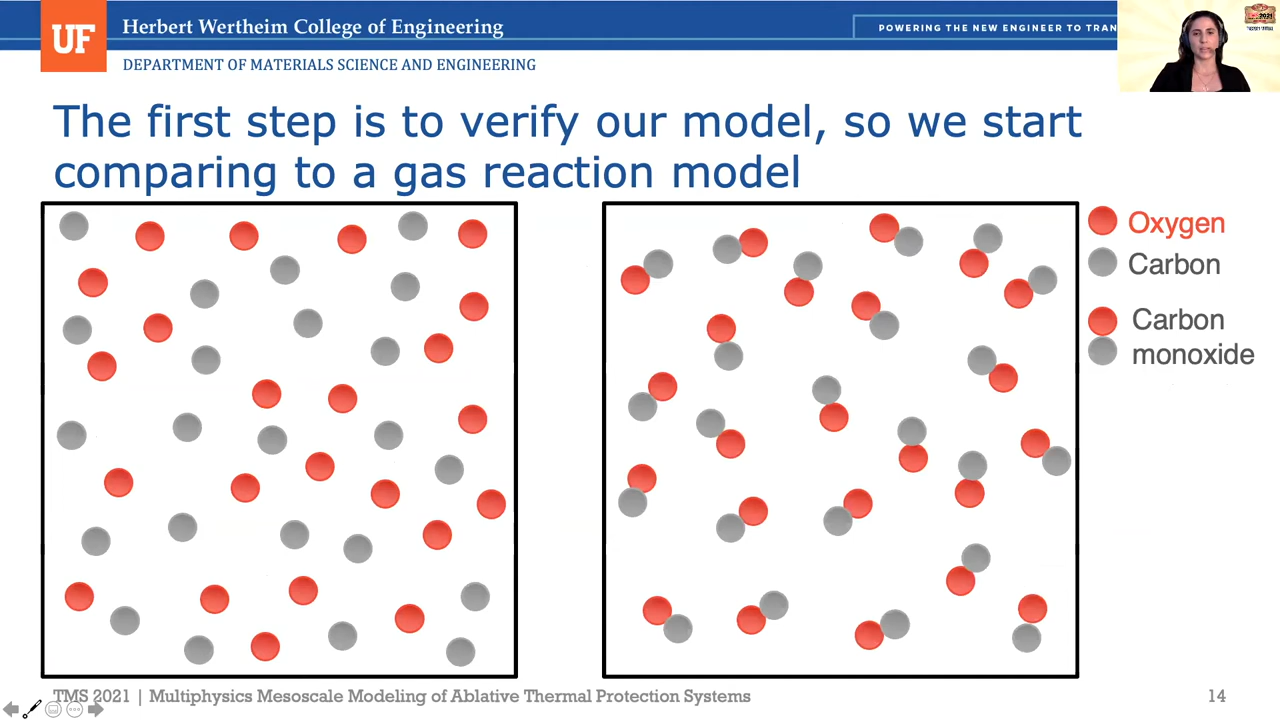 UF
Herbert Wertheim College of Engineering
POWERING THE NEW ENGINEER TO TRAN
DEPARTMENT OF MATERIALS SCIENCE AND ENGINEERING
The first step is to verify our model, so we start
comparing to a gas reaction model
Oxygen
Carbon
Carbon
monoxide
TMS 2021 | Multiphysics Mesoscale Modeling of Ablative Thermal Protection Systems
14